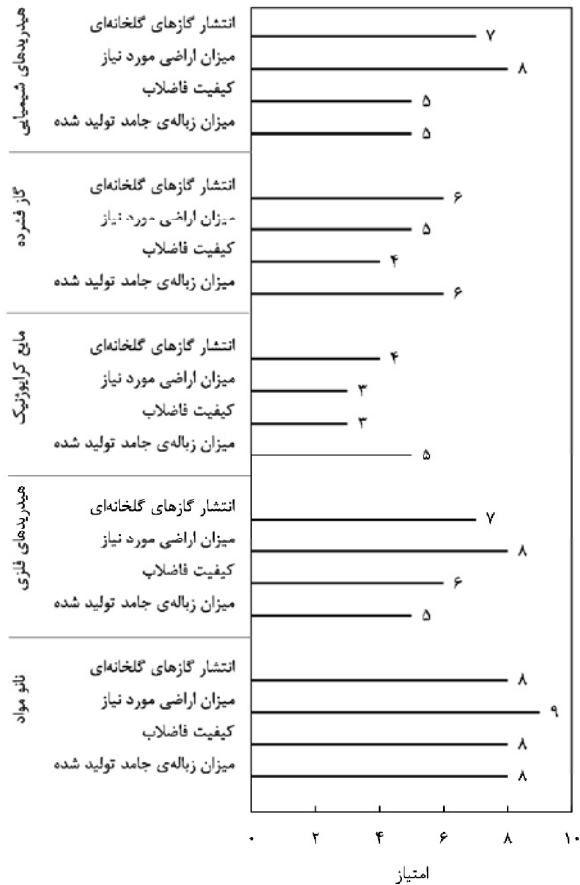 هیدریدهای شیمیایی
انتشار گازهای گلخانه‌ای
۷
میزان اراضی مورد نیاز
۸
کیفیت فاضلاب
۵
میزان زباله‌ی جامد تولید شده
۵
گاز فشرده
انتشار گازهای گلخانه‌ای
۶
میزان اراضی مورد نیاز
۵
کیفیت فاضلاب
۴
میزان زباله‌ی جامد تولید شده
۶
مایع کرایوژنیک
انتشار گازهای گلخانه‌ای
۴
میزان اراضی مورد نیاز
۳
کیفیت فاضلاب
۳
میزان زباله‌ی جامد تولید شده
۵
هیدریدهای فلزی
انتشار گازهای گلخانه‌ای
۷
میزان اراضی مورد نیاز
۸
کیفیت فاضلاب
۶
میزان زباله‌ی جامد تولید شده
۵
نانو مواد
انتشار گازهای گلخانه‌ای
۸
میزان اراضی مورد نیاز
۹
کیفیت فاضلاب
۸
میزان زباله‌ی جامد تولید شده
۸
۰ ۲ ۴ ۶ ۸ ۱۰
امتیاز